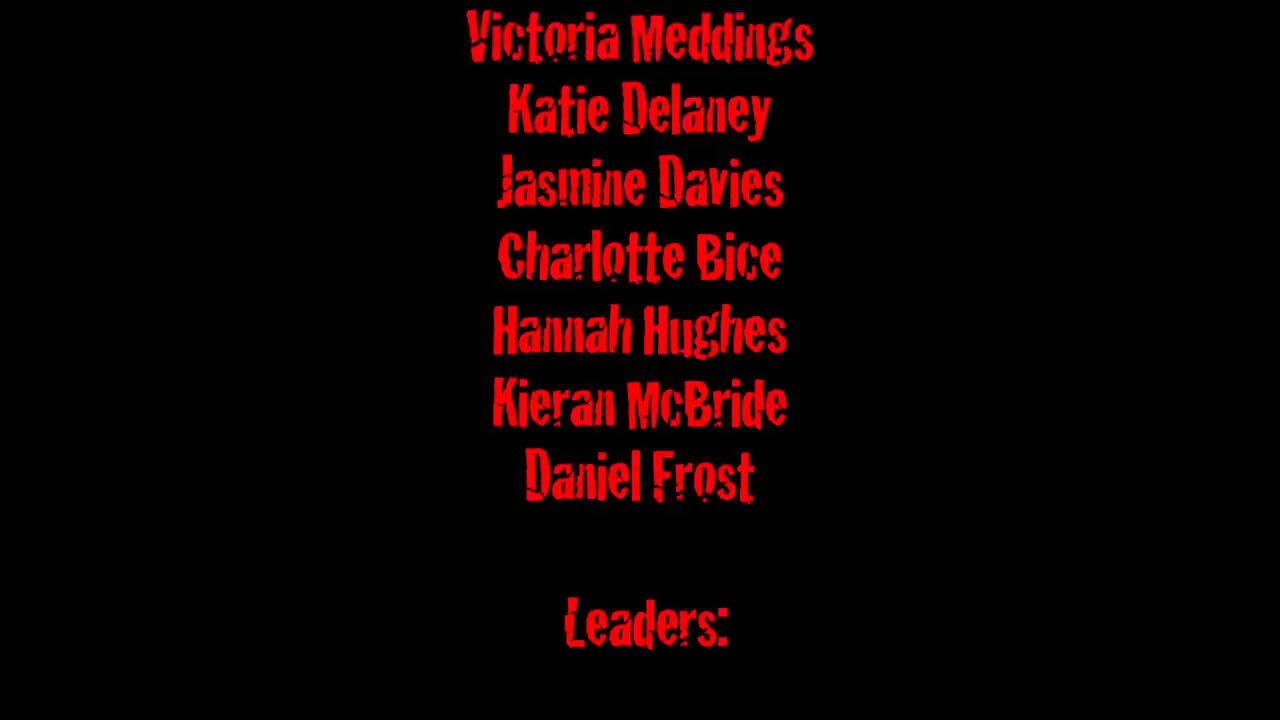 Victoria Meddings
Katie Delaney
Jasmine Davies
Charlotte Bice
Hannah Hughes
Kieran McBride
Daniel Frost
Leaders: